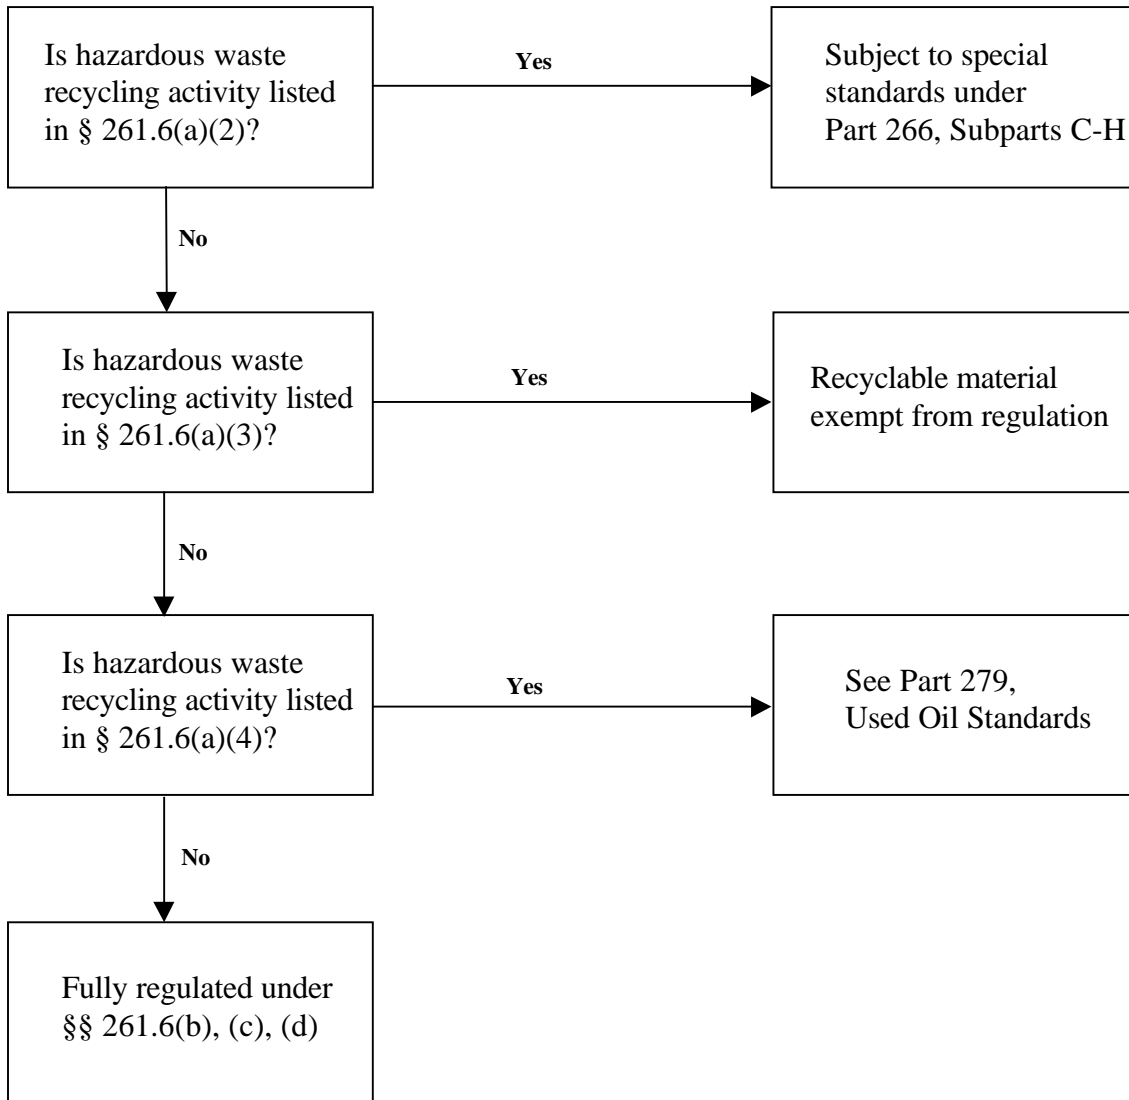 Is hazardous waste
recycling activity listed
in § 261.6(a)(2)?
Yes
Subject to special
standards under
Part 266, Subparts C-H
No
Is hazardous waste
recycling activity listed
in § 261.6(a)(3)?
Yes
Recyclable material
exempt from regulation
No
Is hazardous waste
recycling activity listed
in § 261.6(a)(4)?
Yes
See Part 279,
Used Oil Standards
No
Fully regulated under
§§ 261.6(b), (c), (d)